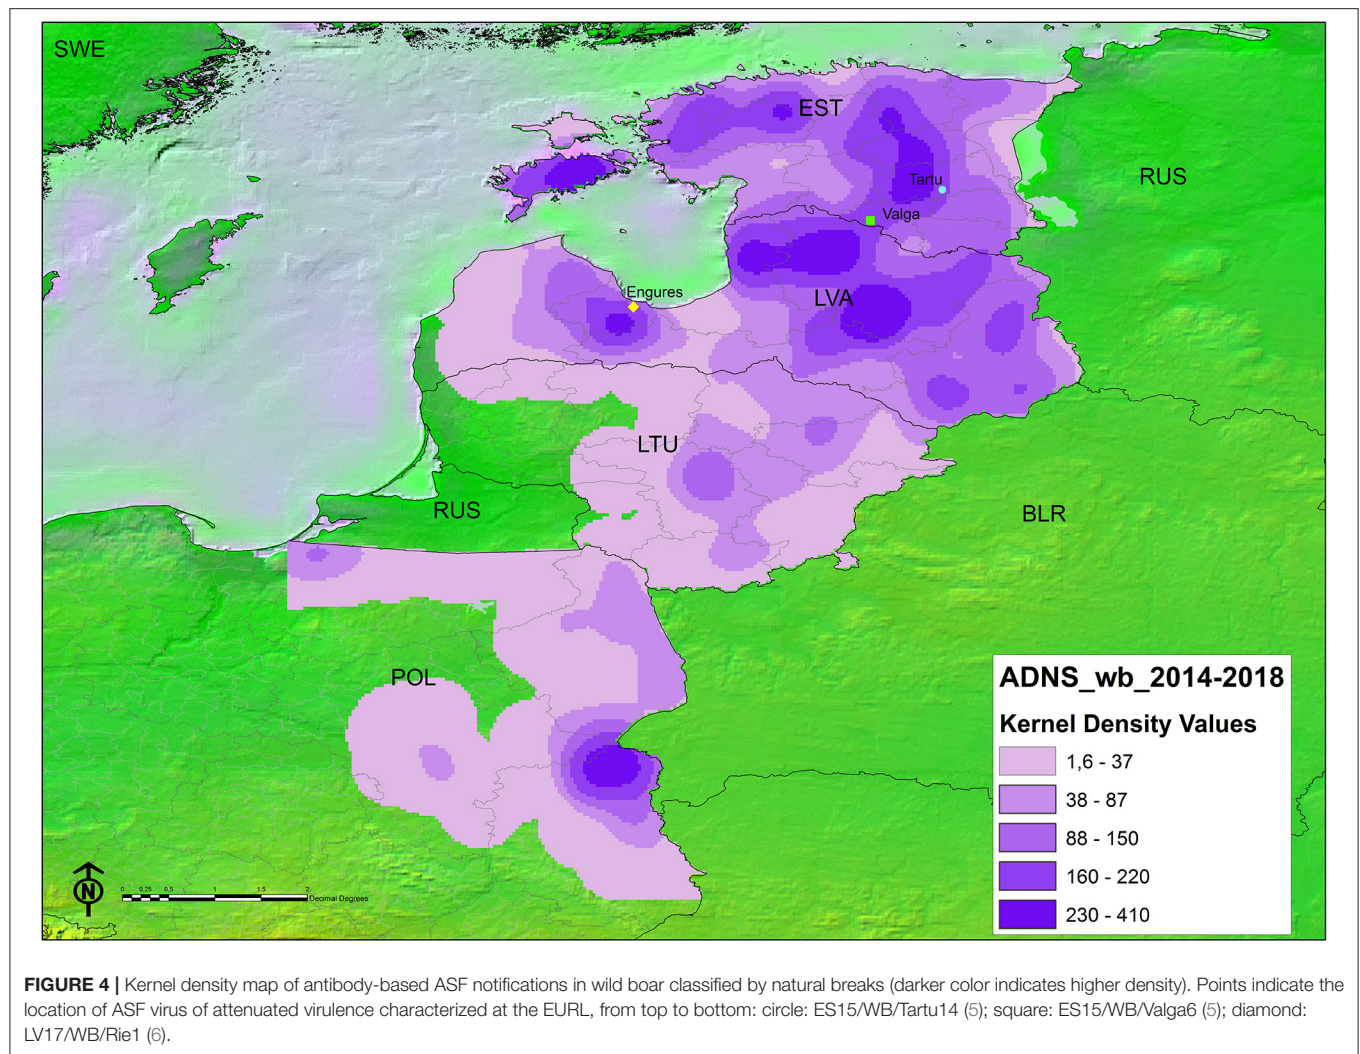 SWE
EST
RUS
Tartu
Valga
Engures
LVA
LTU
RUS
BLR
POL
ADNS_wb_2014-2018
Kernel Density Values
1,6 - 37
38 - 87
88 - 150
160 - 220
230 - 410
N
0 0,25 0,5 1 1,5 2
Decimal Degrees
FIGURE 4 | Kernel density map of antibody-based ASF notifications in wild boar classified by natural breaks (darker color indicates higher density). Points indicate the
location of ASF virus of attenuated virulence characterized at the EURL, from top to bottom: circle: ES15/WB/Tartu14 (5); square: ES15/WB/Valga6 (5); diamond:
LV17/WB/Rie1 (6).